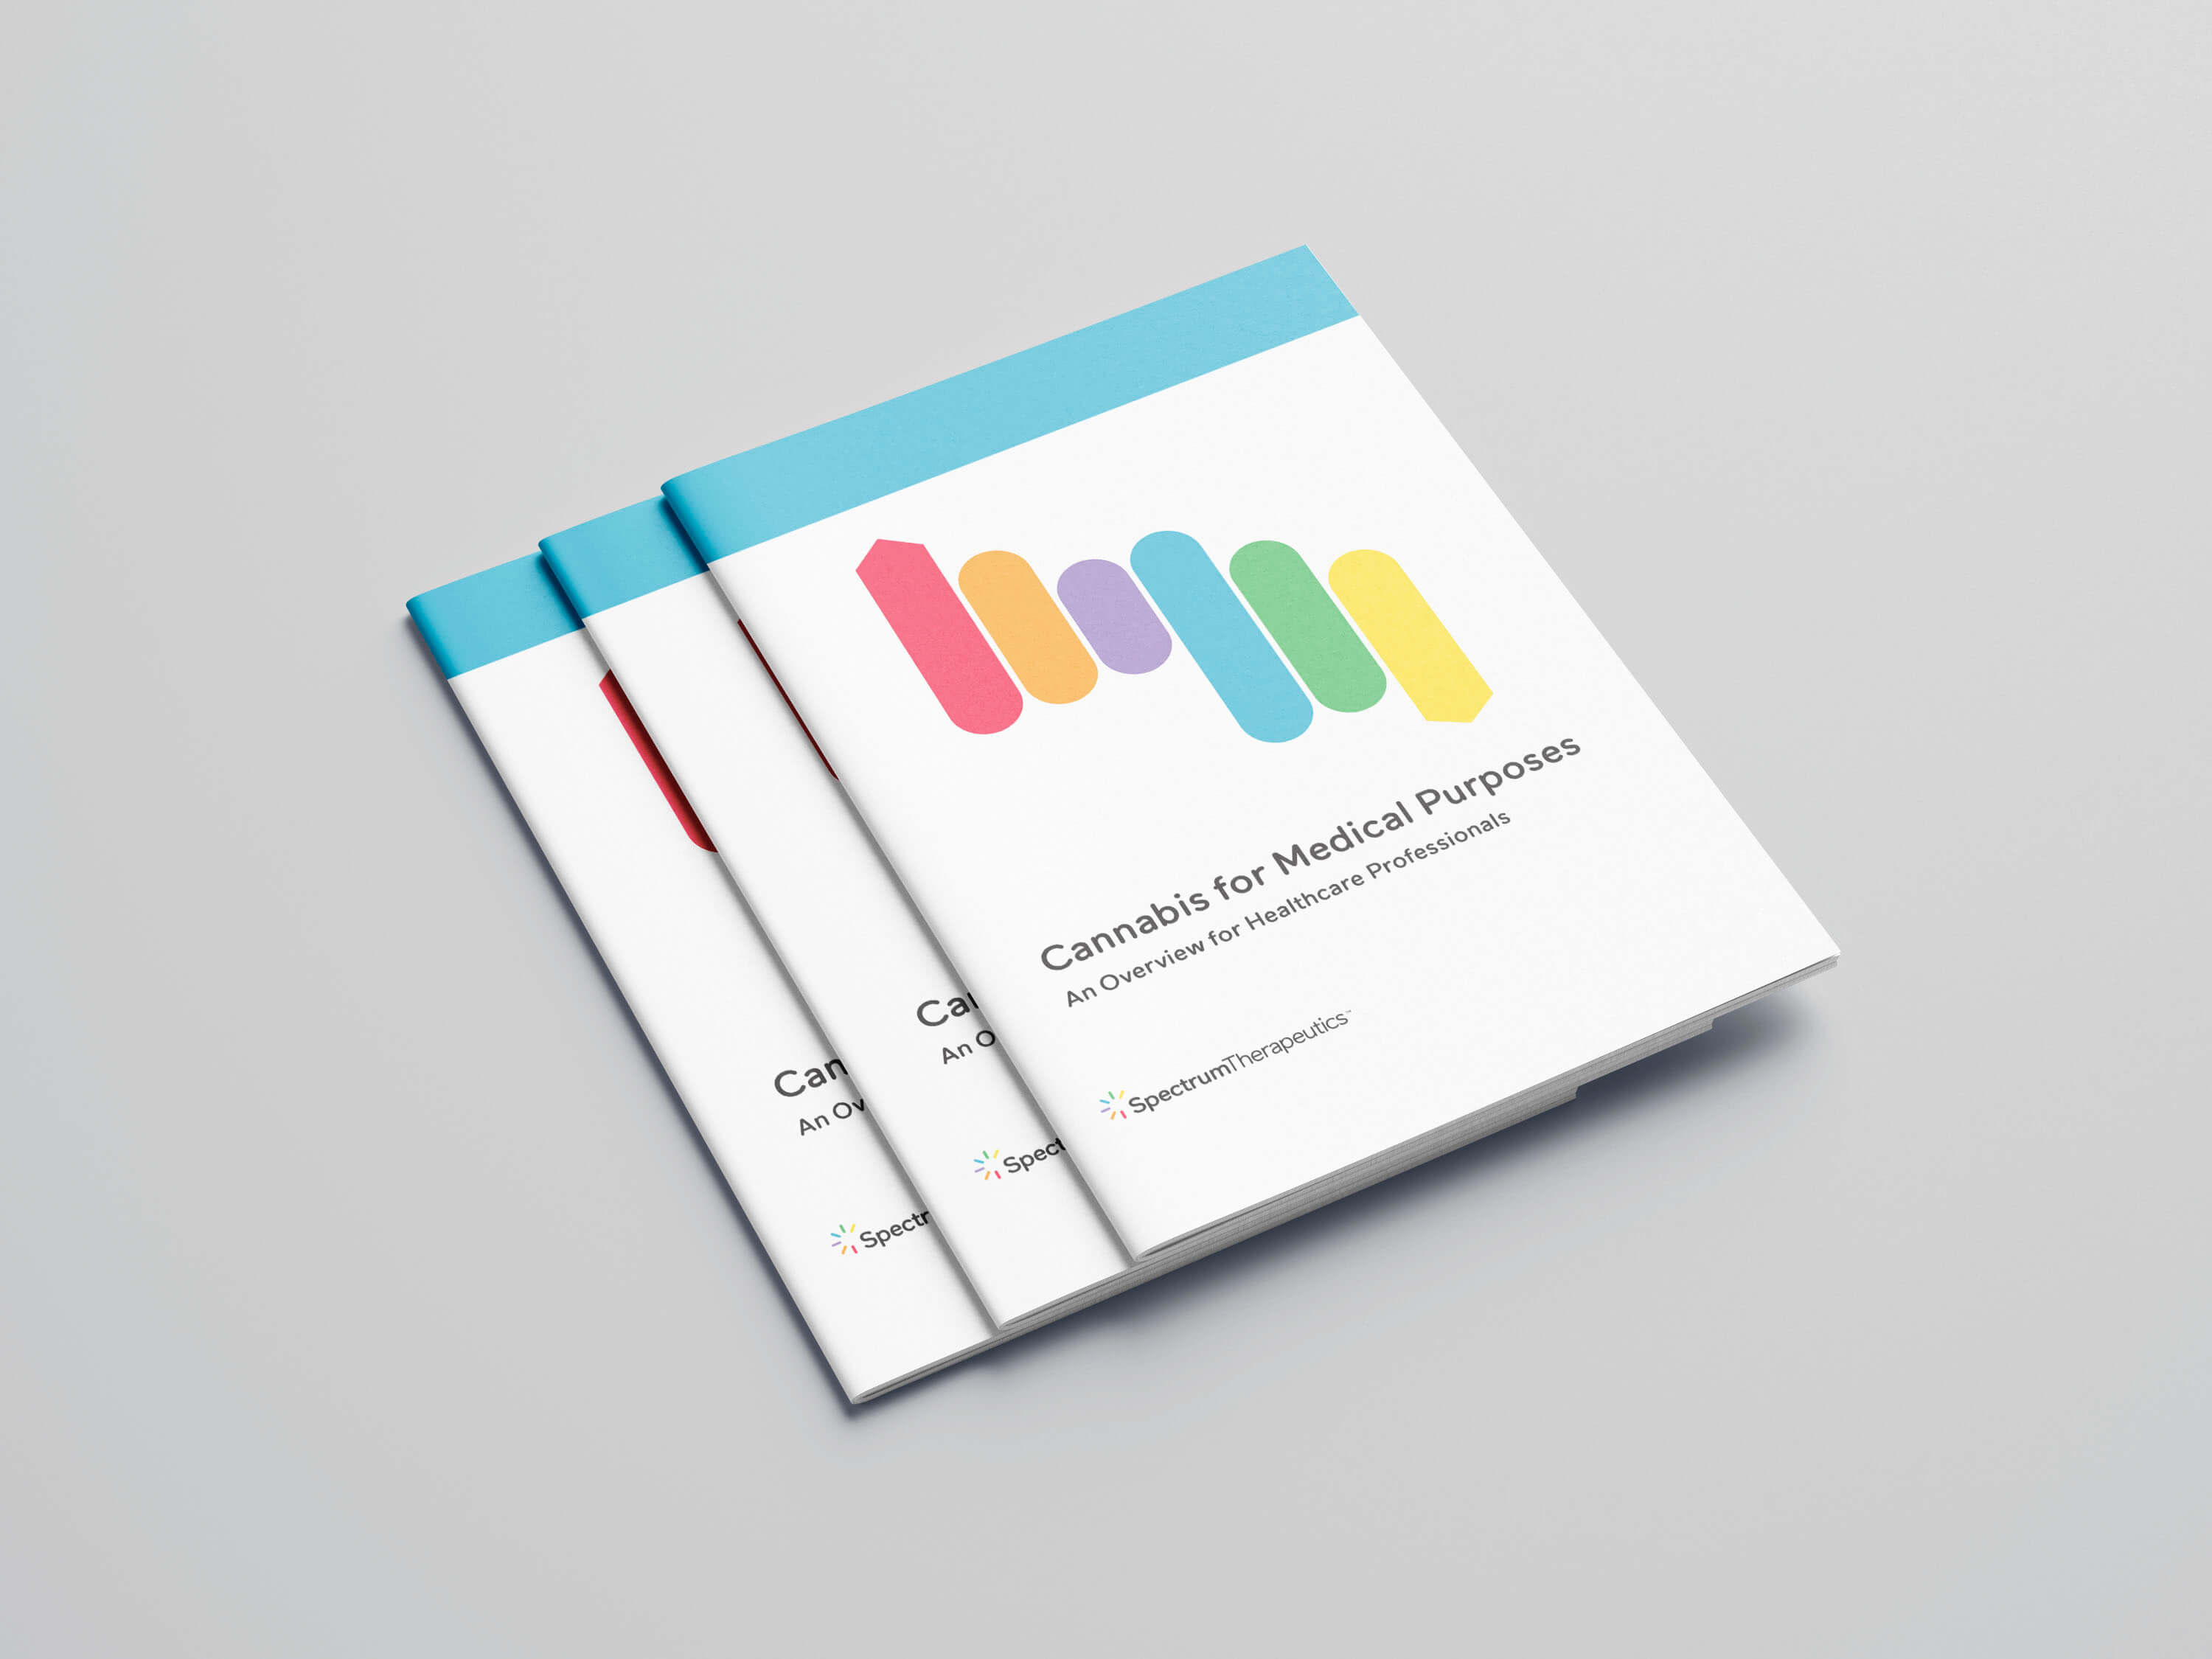 Cannabis for Medical Purposes
An Overview for Healthcare Professionals
SpectrumTherapeutics™
Ca
An O
Spect
Can
An Ov
Spectr